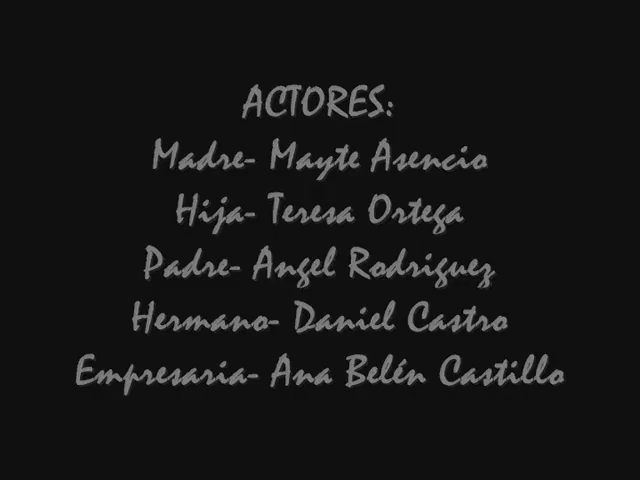 ACTORES:
Madre- Mayte Asencio
Hija- Teresa Ortega
Padre- Angel Rodriguez
Hermano- Daniel Castro
Empresaria- Ana Belén Castillo